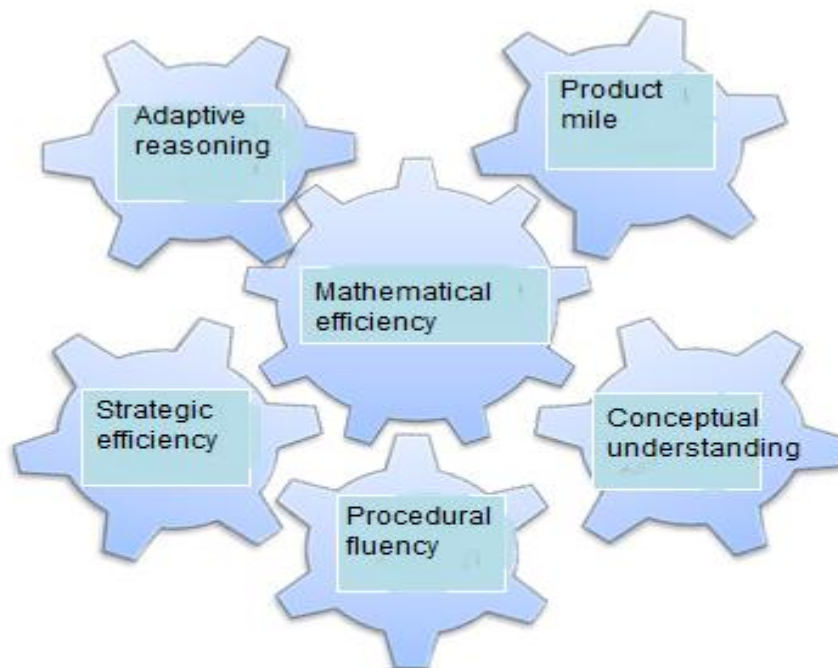 Adaptive
reasoning
Product
mile
Mathematical
efficiency
Strategic
efficiency
Conceptual
understanding
Procedural
fluency